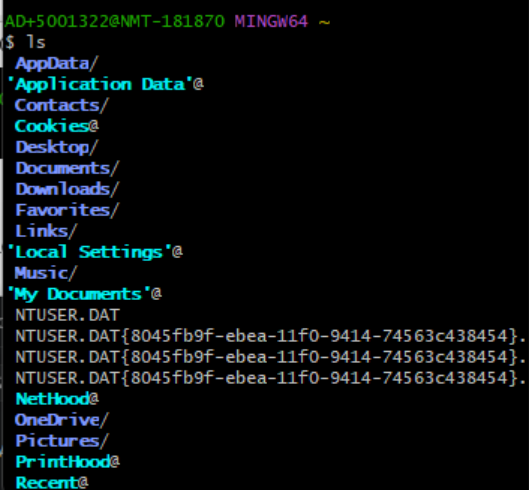 AD+5001322@NMT-181870 MINGW64 ~
$ ls
AppData/
'Application Data'@
Contacts/
Cookies@
Desktop/
Documents/
Downloads/
Favorites/
Links/
'Local Settings'@
Music/
'My Documents'@
NTUSER.DAT
NTUSER.DAT{8045fb9f-ebea-11f0-9414-74563c438454}.
NTUSER.DAT{8045fb9f-ebea-11f0-9414-74563c438454}.
NTUSER.DAT{8045fb9f-ebea-11f0-9414-74563c438454}.
NetHood@
OneDrive/
Pictures/
PrintHood@
Recent@